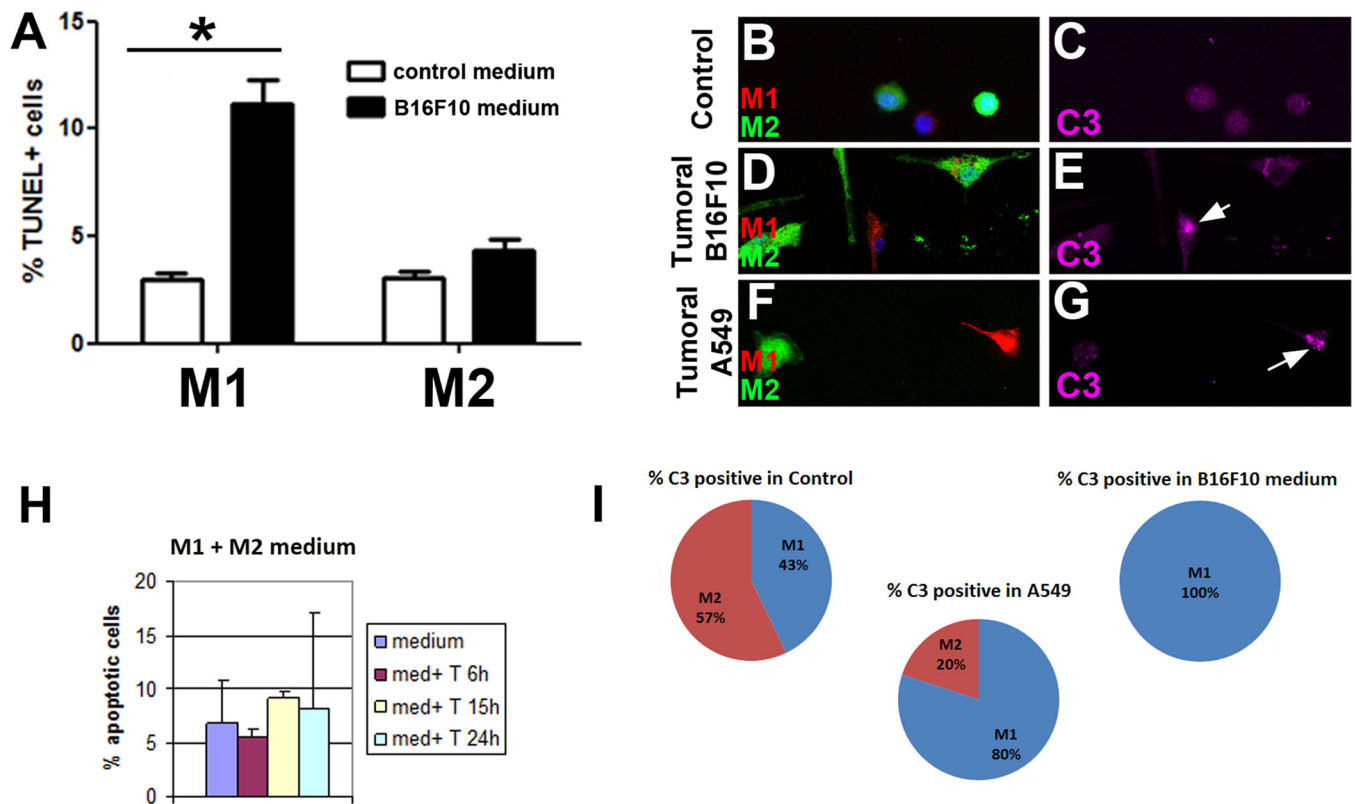 A
% TUNEL+ cells
15
10
5
0
*
control medium
B16F10 medium
M1
M2
Control
B
M1
M2
C
C3
Tumoral
B16F10
D
M1
M2
E
C3
Tumoral
A549
F
M1
M2
G
C3
H
M1 + M2 medium
% apoptotic cells
20
15
10
5
0
medium
med+ T 6h
med+ T 15h
med+ T 24h
I
% C3 positive in Control
M1
43%
M2
57%
% C3 positive in A549
M2
20%
M1
80%
% C3 positive in B16F10 medium
M1
100%